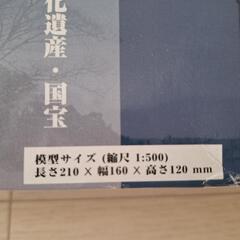 化遺産・国宝
模型サイズ (縮尺 1:500)
長さ210 × 幅160 × 高さ120 mm